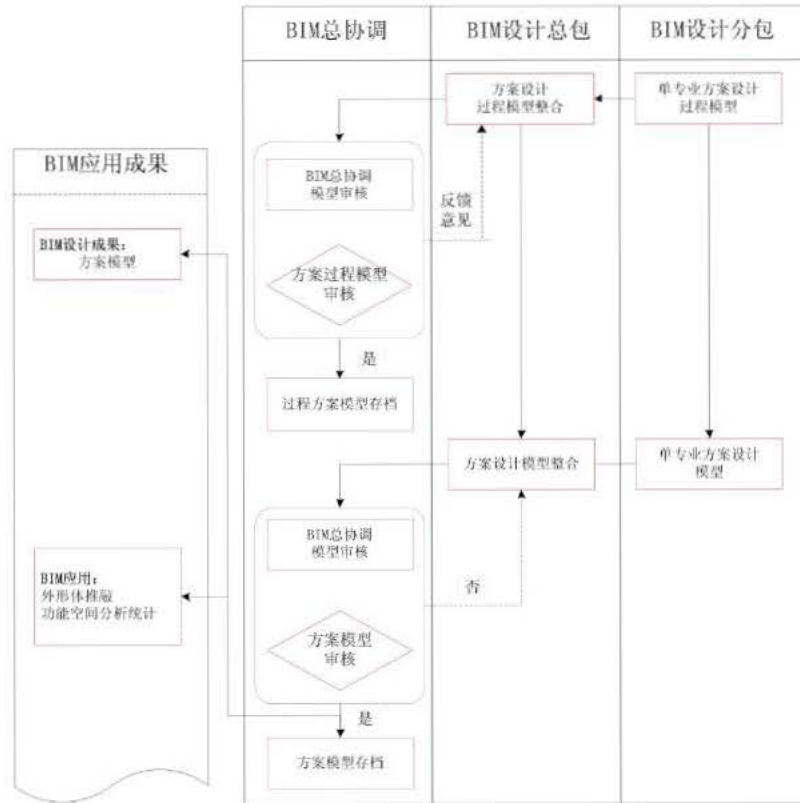 BIM总协调
BIM设计总包
BIM设计分包
方案设计
过程模型整合
单专业方案设计
过程模型
BIM应用成果
BIM总协调
模型审核
反馈
意见
BIM设计成果:
方案模型
方案过程模型
审核
是
过程方案模型存档
方案设计模型整合
单专业方案设计
模型
BIM总协调
模型审核
BIM应用:
外形体推敲
功能空间分析统计
否
方案模型
审核
是
方案模型存档